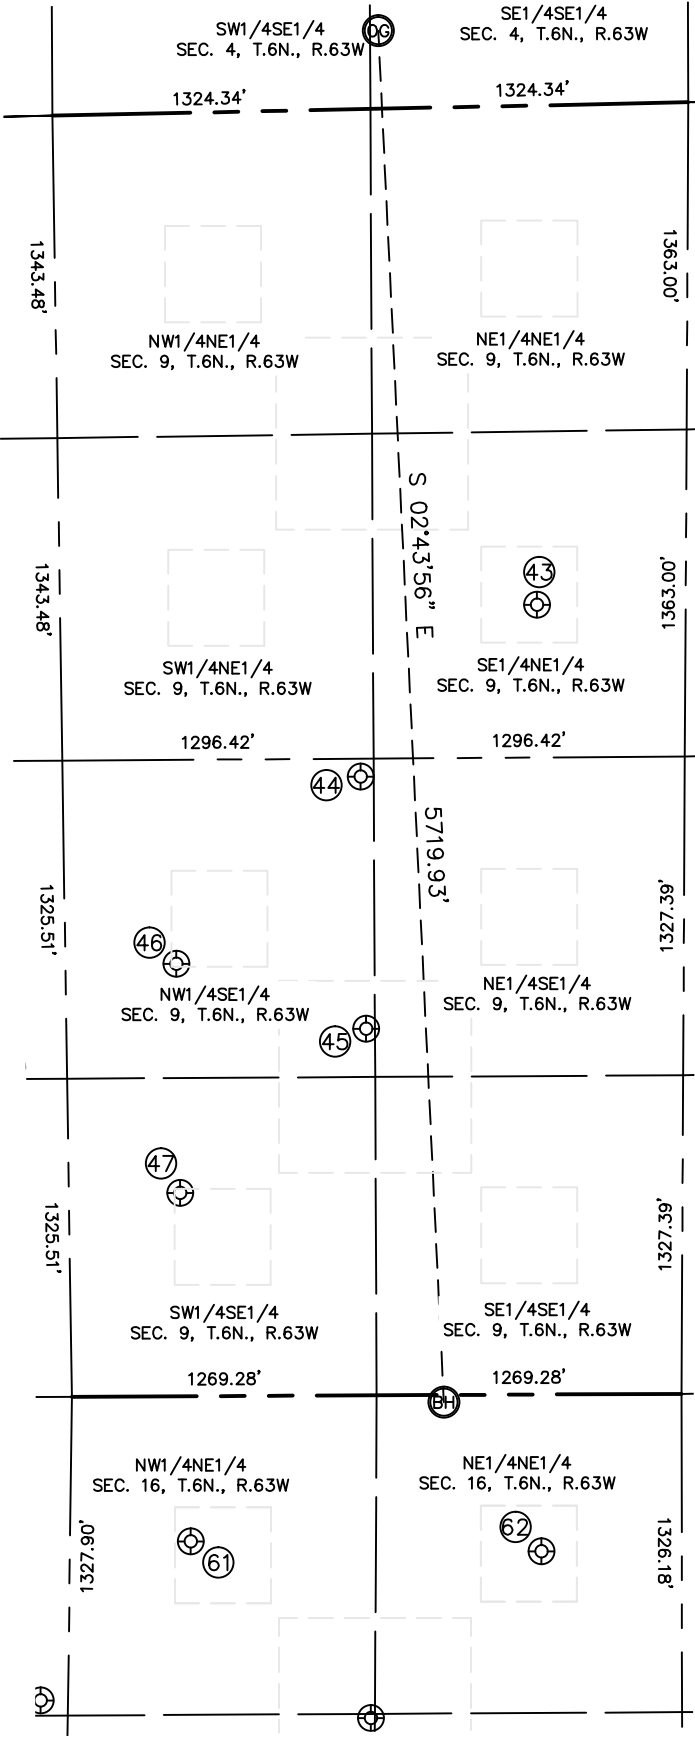 SW1/4SE1/4
SEC. 4, T.6N., R.63W
OG
SE1/4SE1/4
SEC. 4, T.6N., R.63W
1324.34'
1324.34'
1343.48'
1363.00'
NW1/4NE1/4
SEC. 9, T.6N., R.63W
NE1/4NE1/4
SEC. 9, T.6N., R.63W
S 02°43'56" E
43
1343.48'
1363.00'
SW1/4NE1/4
SEC. 9, T.6N., R.63W
SE1/4NE1/4
SEC. 9, T.6N., R.63W
1296.42'
1296.42'
44
5719.93'
1325.51'
1327.39'
46
NW1/4SE1/4
SEC. 9, T.6N., R.63W
NE1/4SE1/4
SEC. 9, T.6N., R.63W
45
47
1325.51'
1327.39'
SW1/4SE1/4
SEC. 9, T.6N., R.63W
SE1/4SE1/4
SEC. 9, T.6N., R.63W
1269.28'
1269.28'
BH
NW1/4NE1/4
SEC. 16, T.6N., R.63W
NE1/4NE1/4
SEC. 16, T.6N., R.63W
1327.90'
61
62
1326.18'